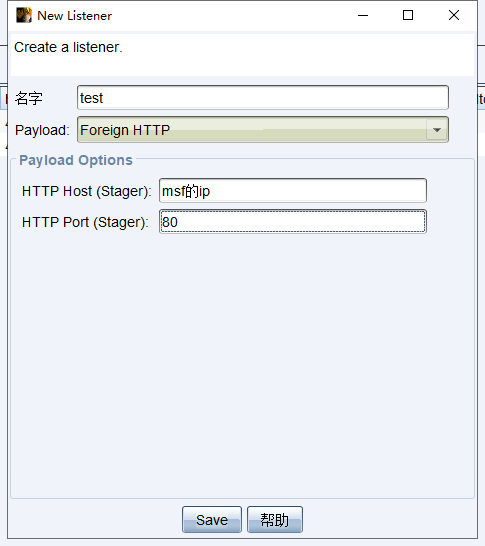 New Listener
Create a listener.
名字 test
Payload: Foreign HTTP
Payload Options
HTTP Host (Stager): msf的ip
HTTP Port (Stager): 80
Save 帮助